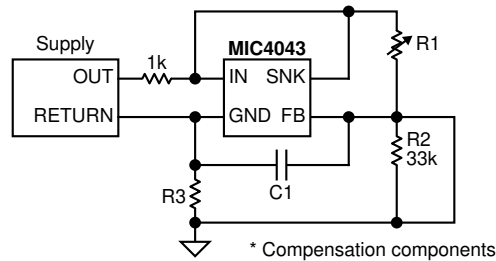 Supply
1k
MIC4043
R1
OUT
IN
SNK
RETURN
GND
FB
R2
33k
R3
C1
* Compensation components